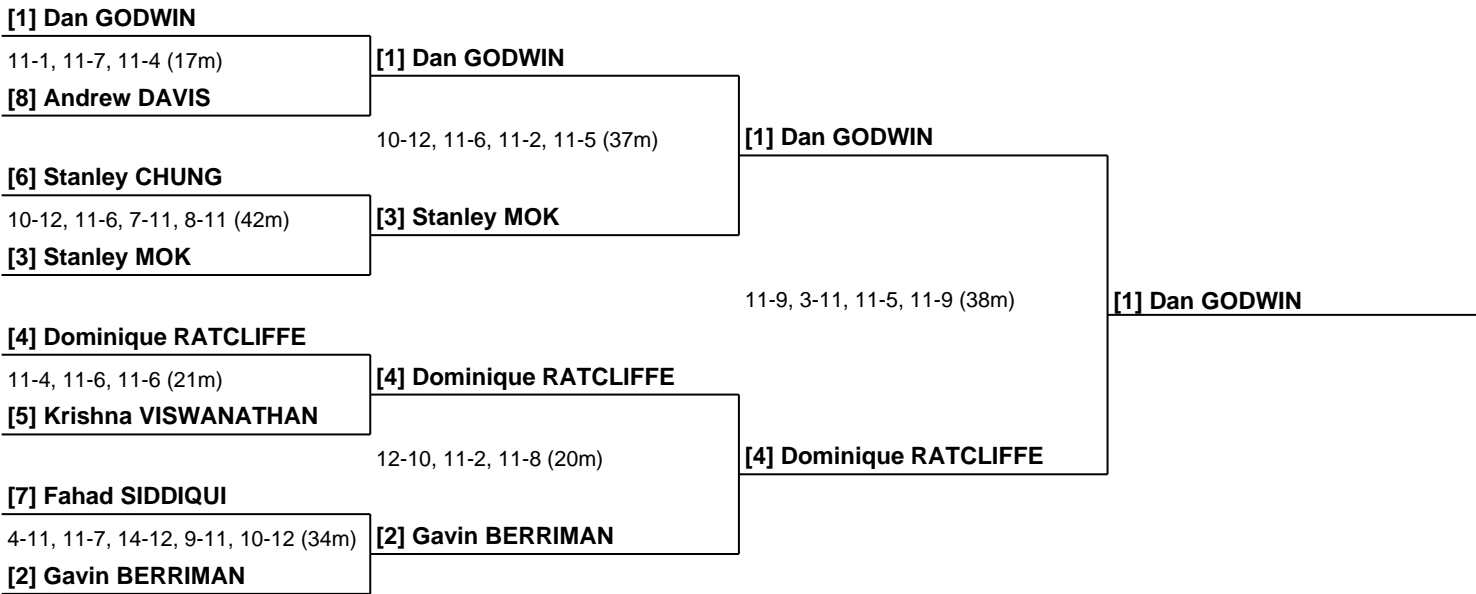 [1] Dan GODWIN
11-1, 11-7, 11-4 (17m)
[8] Andrew DAVIS
[1] Dan GODWIN
10-12, 11-6, 11-2, 11-5 (37m)
[6] Stanley CHUNG
10-12, 11-6, 7-11, 8-11 (42m)
[3] Stanley MOK
[3] Stanley MOK
[1] Dan GODWIN
11-9, 3-11, 11-5, 11-9 (38m)
[1] Dan GODWIN
[4] Dominique RATCLIFFE
11-4, 11-6, 11-6 (21m)
[5] Krishna VISWANATHAN
[4] Dominique RATCLIFFE
12-10, 11-2, 11-8 (20m)
[4] Dominique RATCLIFFE
[7] Fahad SIDDIQUI
4-11, 11-7, 14-12, 9-11, 10-12 (34m)
[2] Gavin BERRIMAN
[2] Gavin BERRIMAN